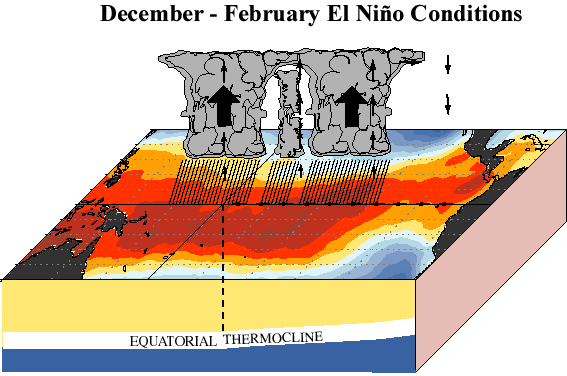 December - February El Niño Conditions
EQUATORIAL THERMOCLINE